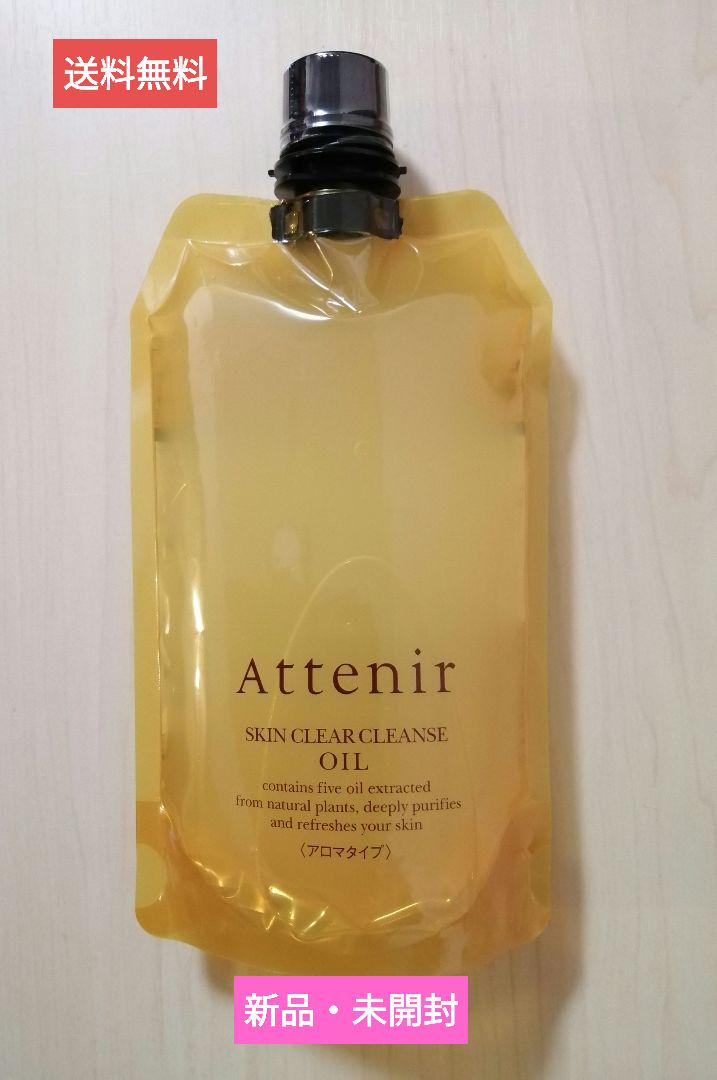 送料無料
Attenir
SKIN CLEAR CLEANSE
OIL
contains five oil extracted
from natural plants, deeply purifies
and refreshes your skin
〈アロマタイプ〉
新品・未開封